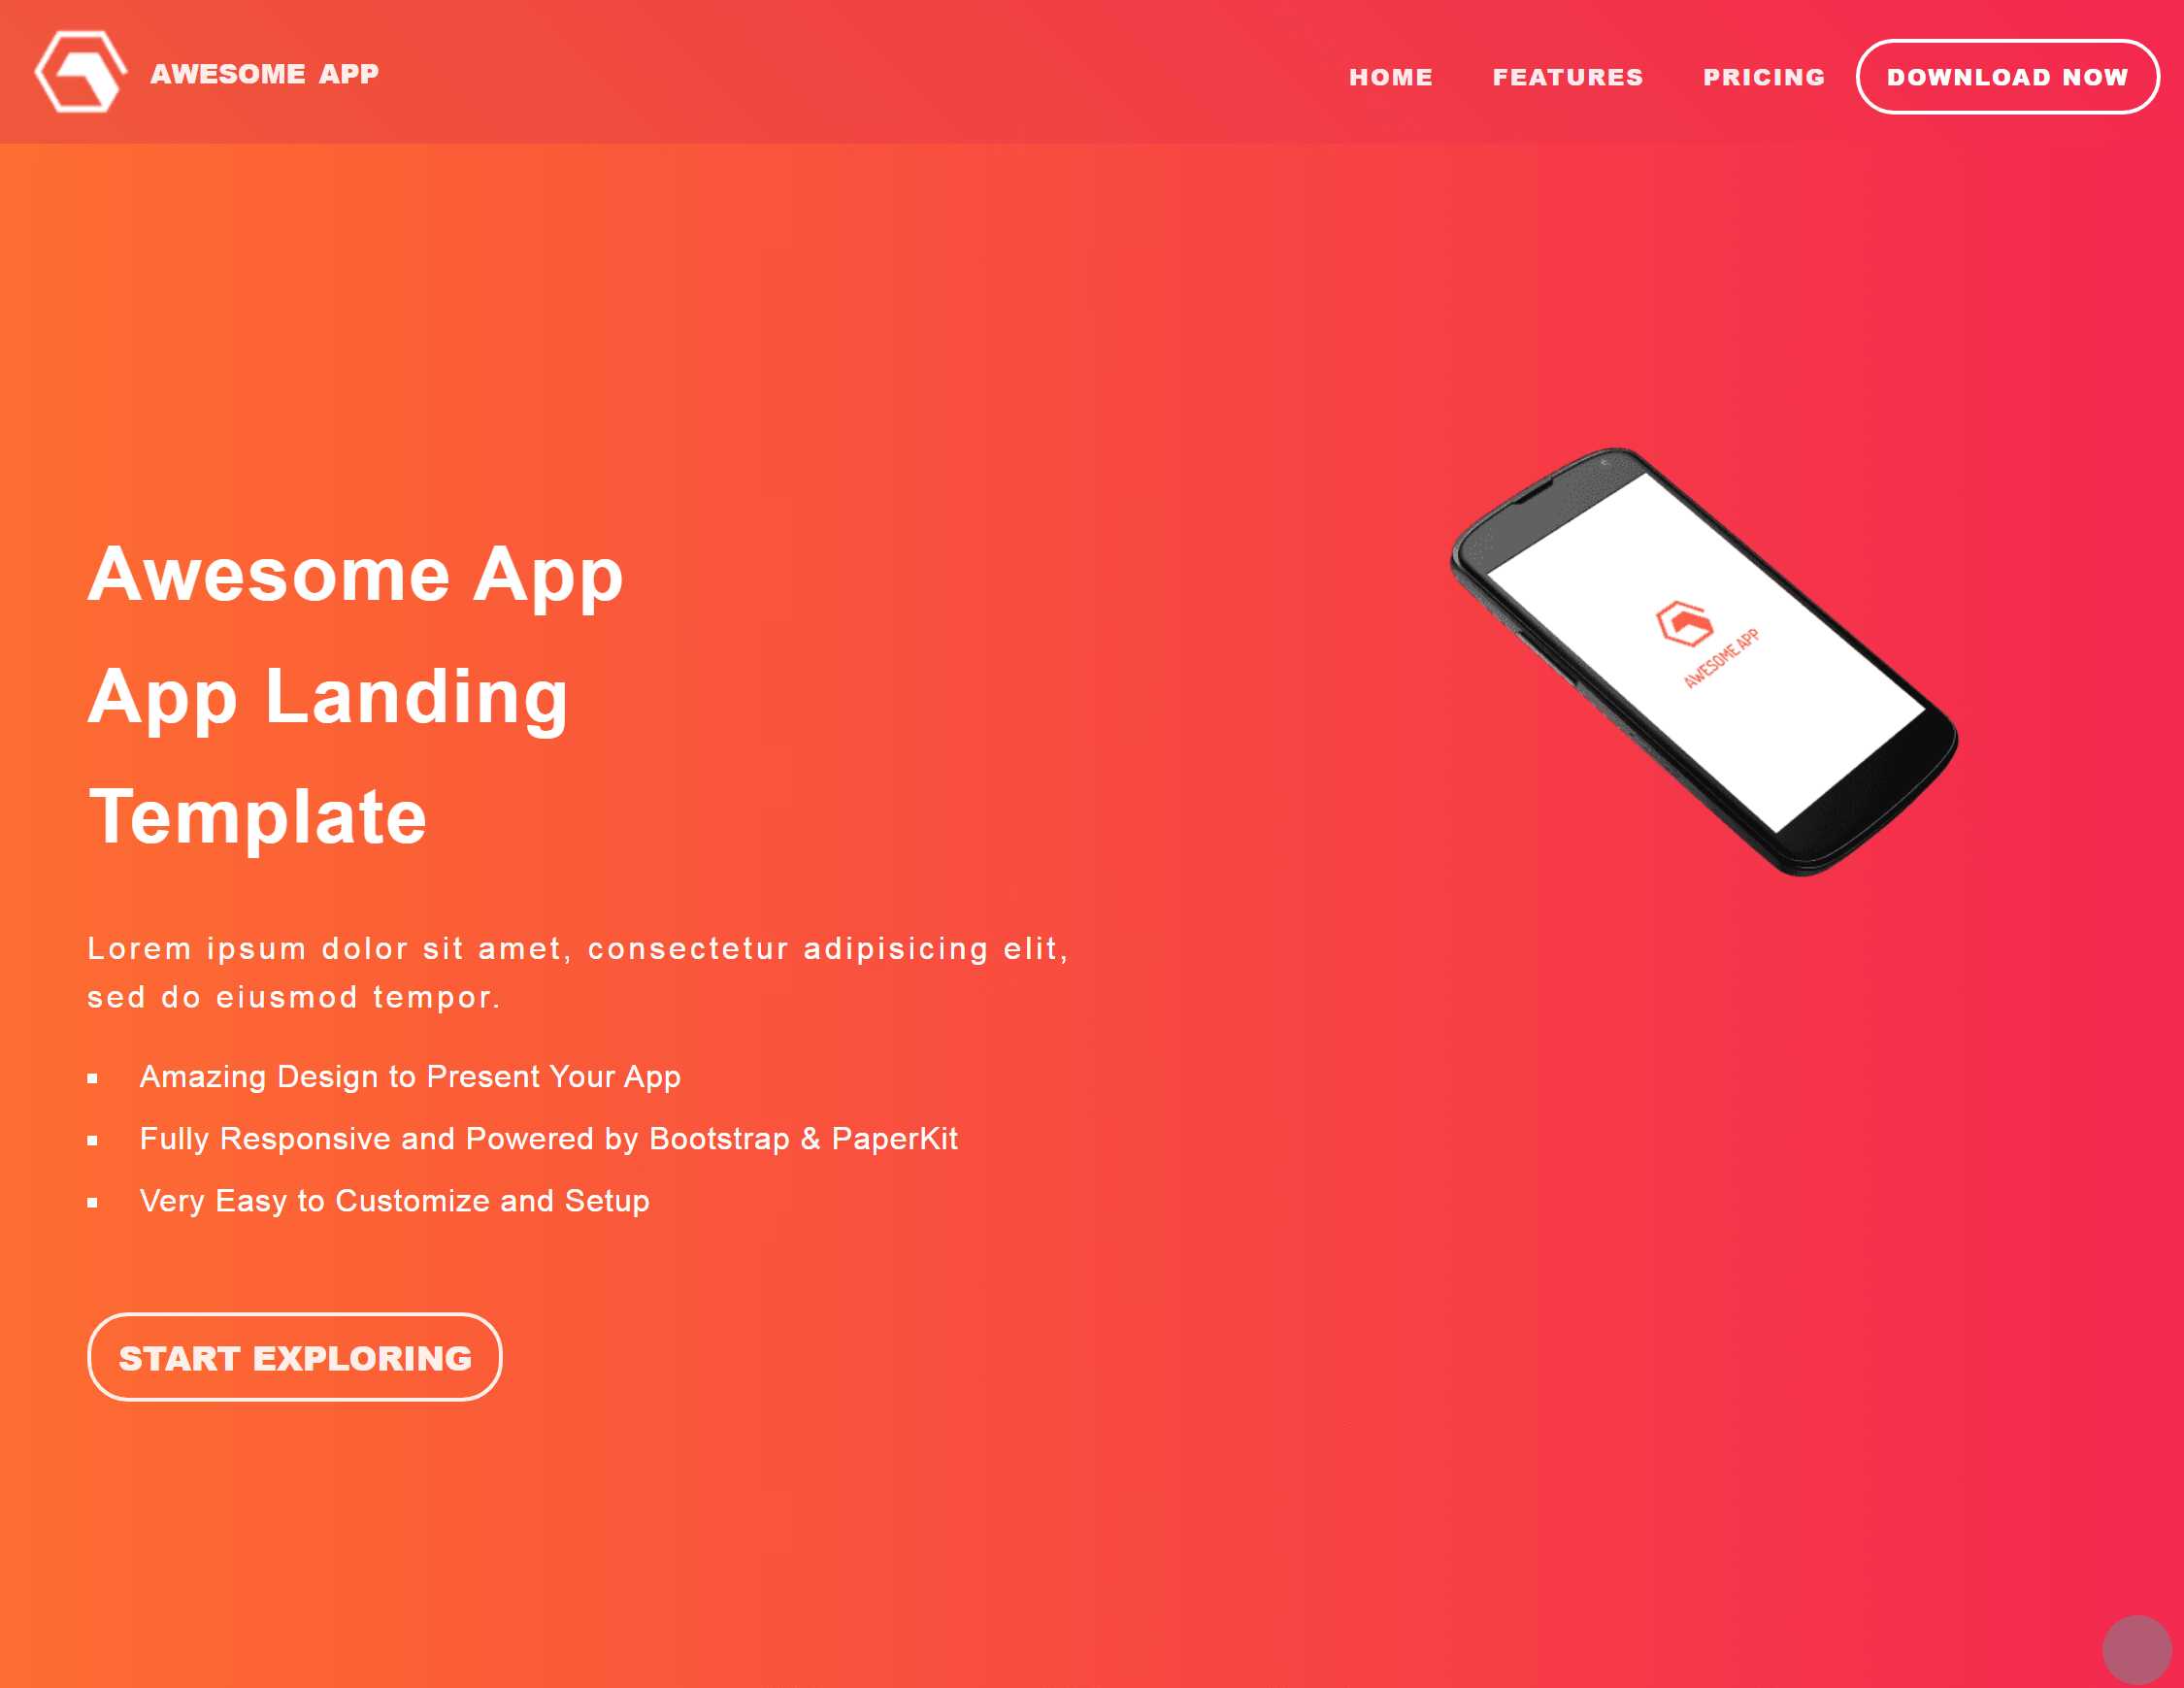 AWESOME APP
HOME FEATURES PRICING DOWNLOAD NOW
AWESOME APP
Awesome App
App Landing
Template
Lorem ipsum dolor sit amet, consectetur adipisicing elit,
sed do eiusmod tempor.
Amazing Design to Present Your App
Fully Responsive and Powered by Bootstrap & PaperKit
Very Easy to Customize and Setup
START EXPLORING